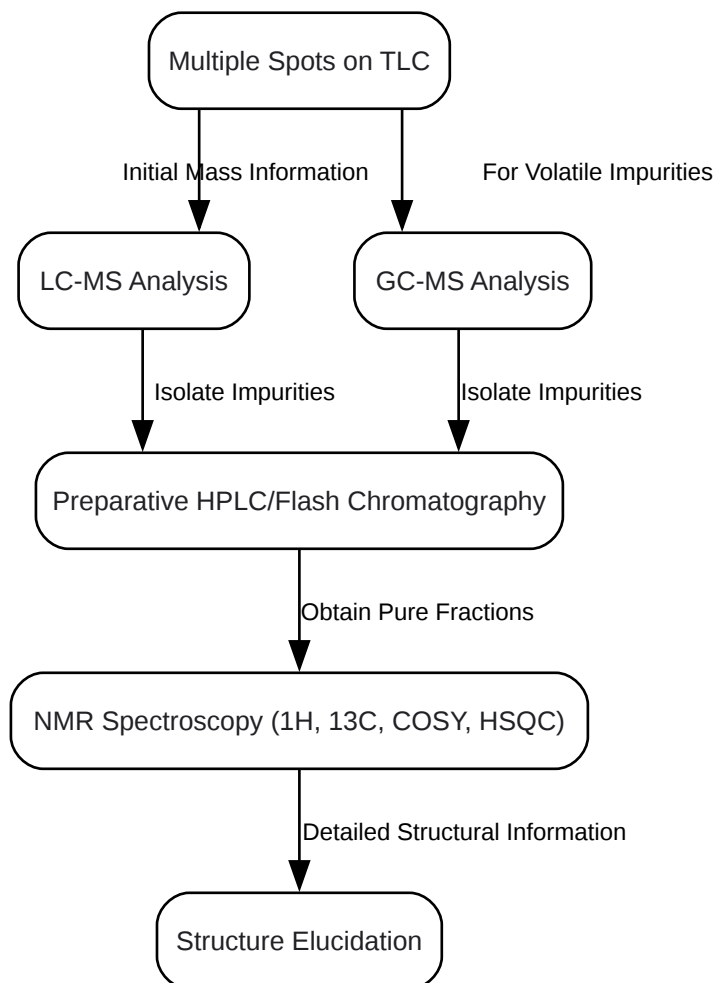 Multiple Spots on TLC
Initial Mass Information
For Volatile Impurities
LC-MS Analysis
GC-MS Analysis
Isolate Impurities
Isolate Impurities
Preparative HPLC/Flash Chromatography
Obtain Pure Fractions
NMR Spectroscopy (1H, 13C, COSY, HSQC)
Detailed Structural Information
Structure Elucidation